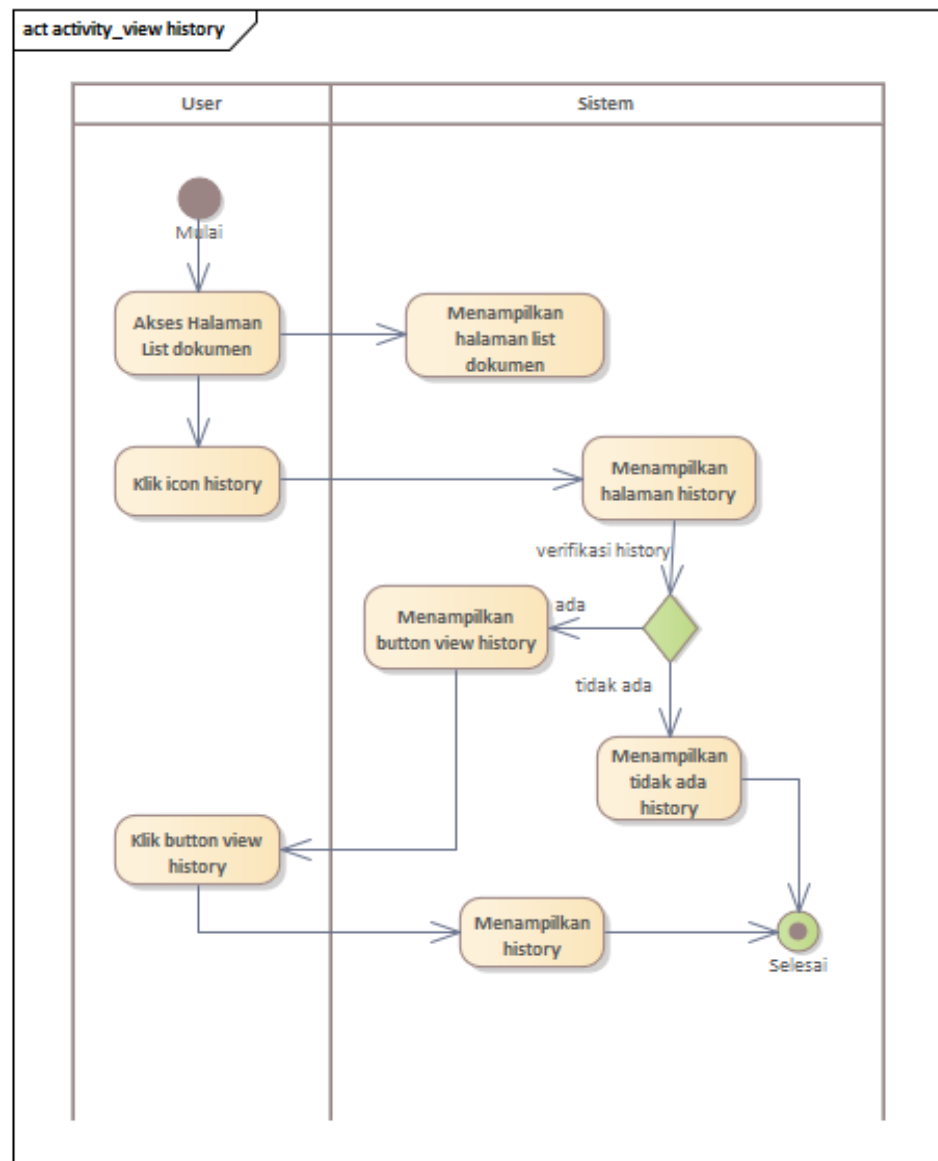 act activity_view history
User
Sistem
Mulai
Akses Halaman
List dokumen
Menampilkan
halaman list
dokumen
Klik icon history
Menampilkan
halaman history
verifikasi history
ada
Menampilkan
button view history
tidak ada
Menampilkan
tidak ada
history
Klik button view
history
Menampilkan
history
Selesai